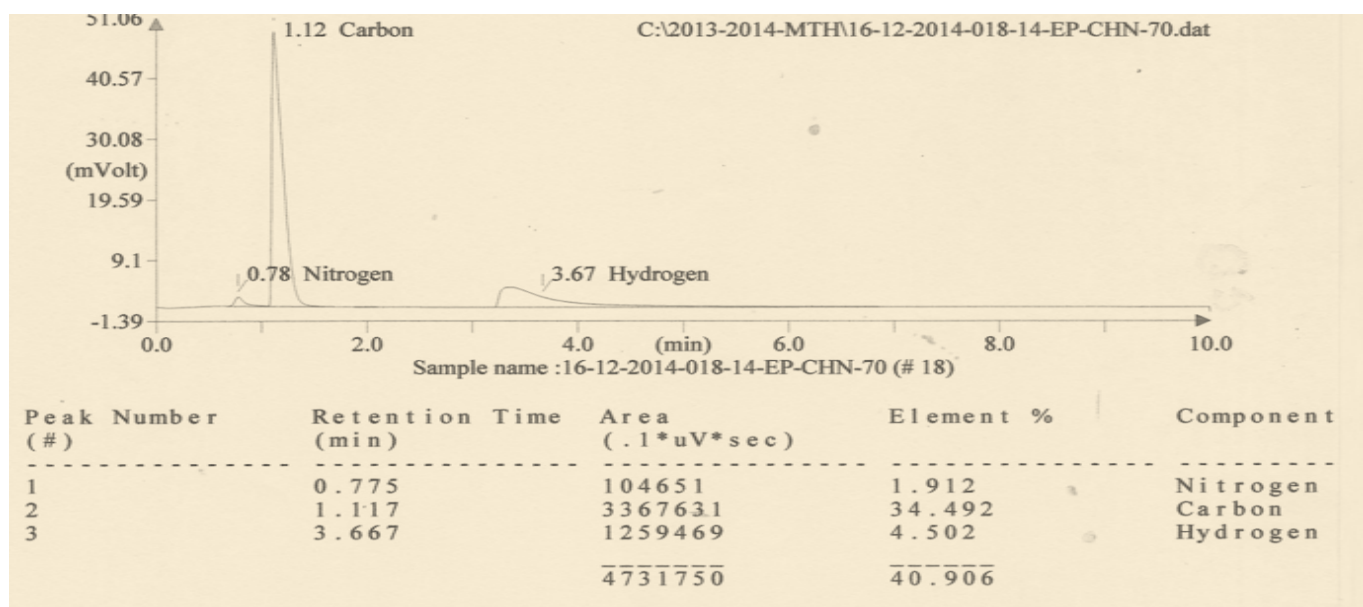 51.06
1.12 Carbon
C:\2013-2014-MTH\16-12-2014-018-14-EP-CHN-70.dat
40.57
30.08
(mVolt)
19.59
9.1
0.78 Nitrogen
3.67 Hydrogen
-1.39
0.0 2.0 4.0 (min) 6.0 8.0 10.0
Sample name :16-12-2014-018-14-EP-CHN-70 (# 18)
Peak Number Retention Time Area Element % Component
(#) (min) (.1*uV*sec)
1 0.775 104651 1.912 Nitrogen
2 1.117 3367631 34.492 Carbon
3 3.667 1259469 4.502 Hydrogen
4731750 40.906